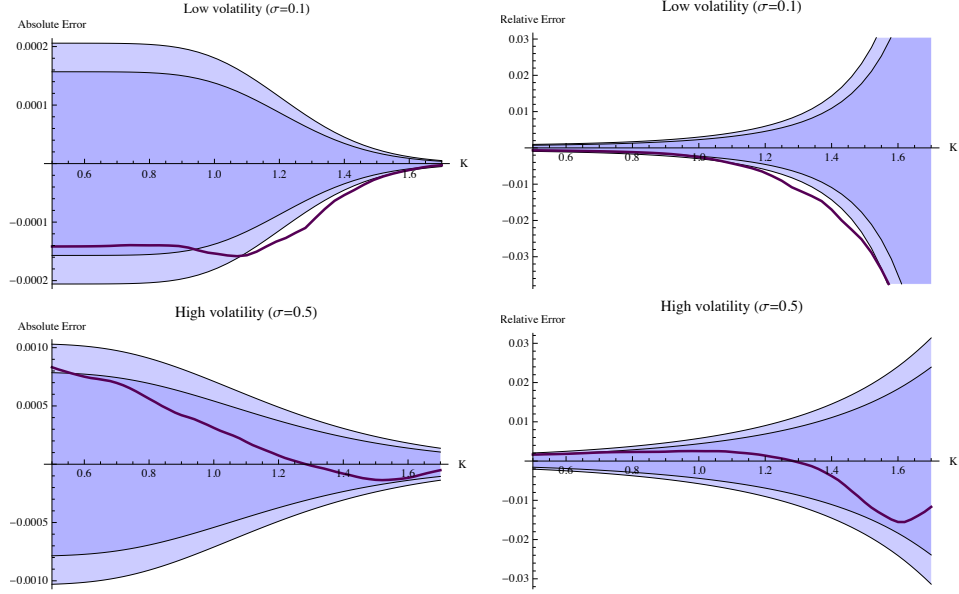 Low volatility (σ=0.1)
Absolute Error
0.0002
0.0001
K
0.6 0.8 1.0 1.2 1.4 1.6
−0.0001
−0.0002
Low volatility (σ=0.1)
Relative Error
0.03
0.02
0.01
K
0.6 0.8 1.0 1.2 1.4 1.6
−0.01
−0.02
−0.03
High volatility (σ=0.5)
Absolute Error
0.0010
0.0005
K
0.6 0.8 1.0 1.2 1.4 1.6
−0.0005
−0.0010
High volatility (σ=0.5)
Relative Error
0.03
0.02
0.01
K
0.6 0.8 1.0 1.2 1.4 1.6
−0.01
−0.02
−0.03